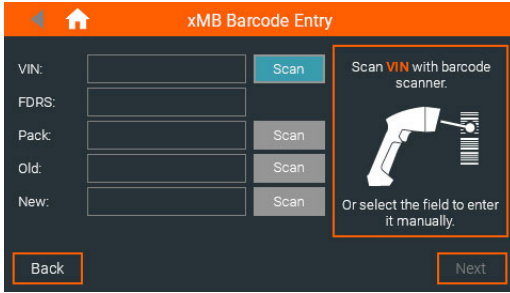 xMB Barcode Entry
VIN:
Scan
FDRS:
Pack:
Scan
Old:
Scan
New:
Scan
Scan VIN with barcode
scanner.
Or select the field to enter
it manually.
Back
Next